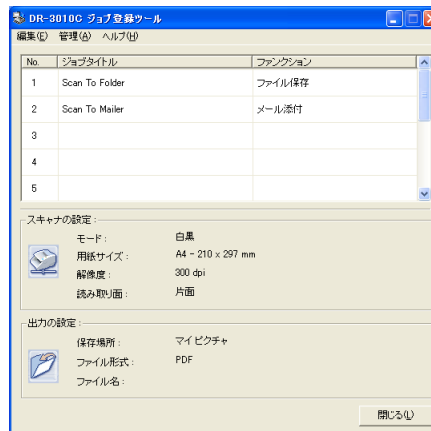 DR-3010C ジョブ登録ツール
編集(E) 管理(A) ヘルプ(H)
No. ジョブタイトル ファンクション
1 Scan To Folder ファイル保存
2 Scan To Mailer メール添付
3
4
5
スキャナの設定:
モード: 白黒
用紙サイズ: A4 - 210 x 297 mm
解像度: 300 dpi
読み取り面: 片面
出力の設定:
保存場所: マイ ピクチャ
ファイル形式: PDF
ファイル名:
閉じる(L)